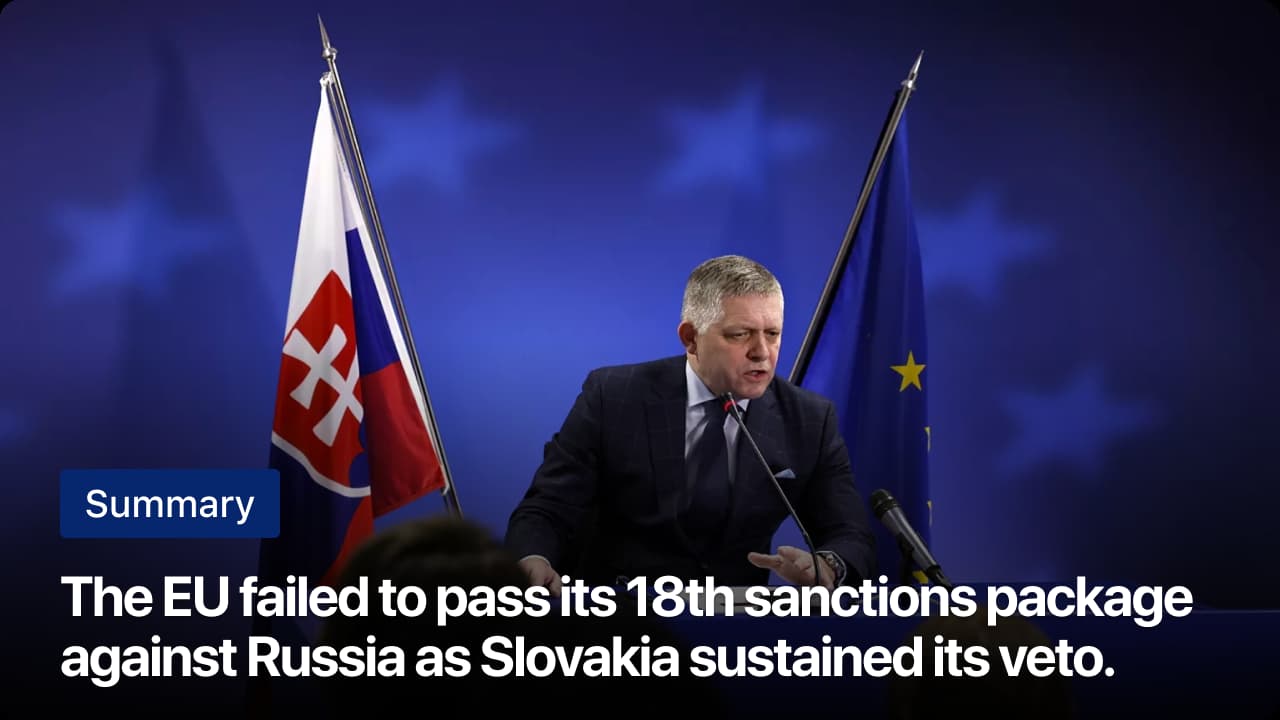 Summary
The EU failed to pass its 18th sanctions package
against Russia as Slovakia sustained its veto.